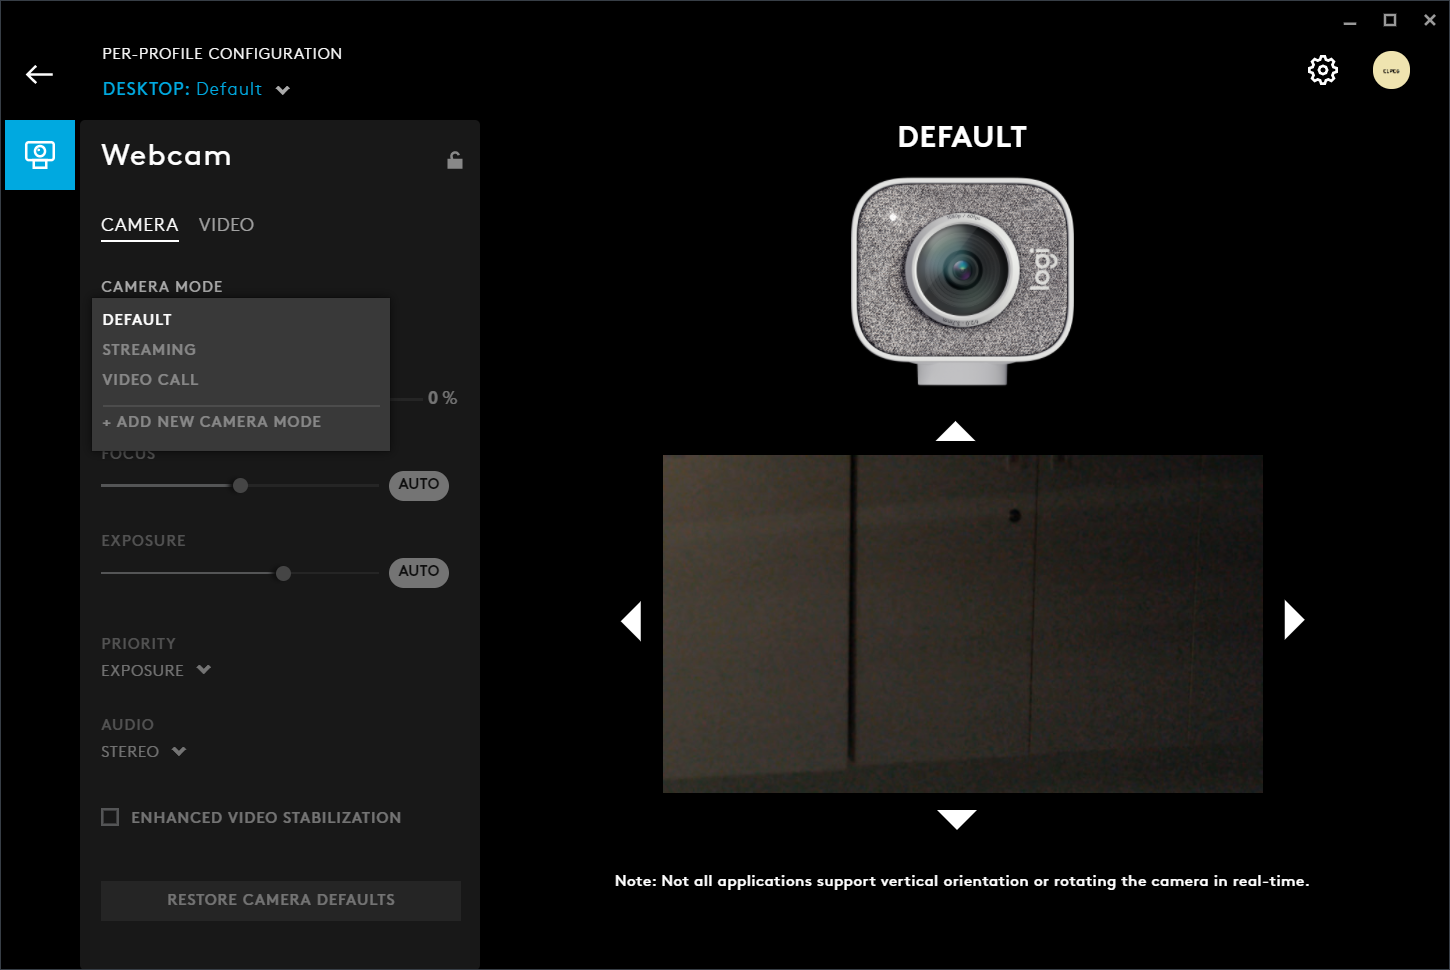 PER-PROFILE CONFIGURATION
DESKTOP: Default
CLPEG
Webcam
CAMERA VIDEO
CAMERA MODE
DEFAULT
STREAMING
VIDEO CALL
0 %
+ ADD NEW CAMERA MODE
FOCUS
AUTO
EXPOSURE
AUTO
PRIORITY
EXPOSURE
AUDIO
STEREO
ENHANCED VIDEO STABILIZATION
RESTORE CAMERA DEFAULTS
DEFAULT
logi
Note: Not all applications support vertical orientation or rotating the camera in real-time.